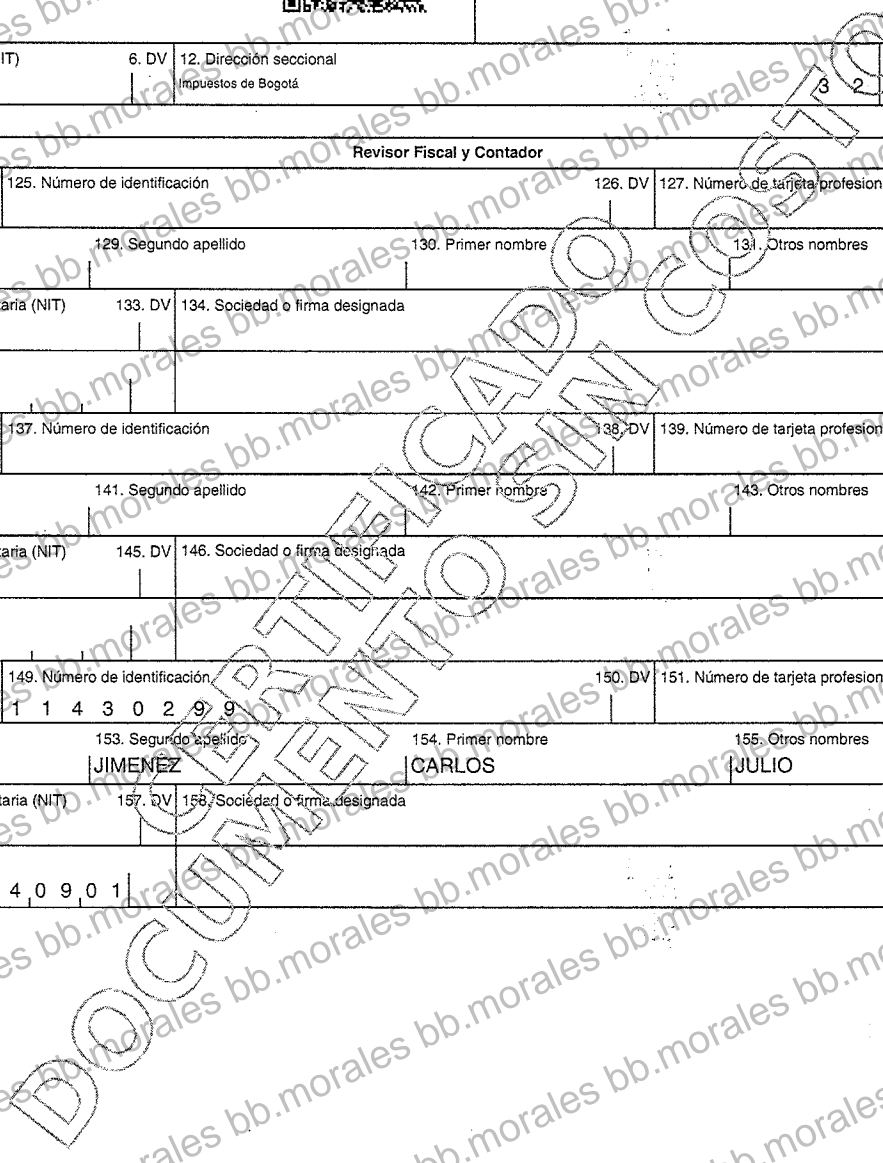 IT) 6. DV 12. Dirección seccional
Impuestos de Bogotá 3 2
Revisor Fiscal y Contador
125. Número de identificación 126. DV 127. Número de tarjeta profesion
129. Segundo apellido 130. Primer nombre 131. Otros nombres
taria (NIT) 133. DV 134. Sociedad o firma designada
137. Número de identificación 138. DV 139. Número de tarjeta profesion
141. Segundo apellido 142. Primer nombre 143. Otros nombres
taria (NIT) 145. DV 146. Sociedad o firma designada
149. Número de identificación 150. DV 151. Número de tarjeta profesion
1 1 4 3 0 2 9 9
153. Segundo apellido 154. Primer nombre 155. Otros nombres
JIMENEZ CARLOS JULIO
taria (NIT) 157. DV 158. Sociedad o firma designada
4 0 9 0 1
CERTIFICADO
DOCUMENTO SIN COSTO
bb.morales bb.morales bb.morales